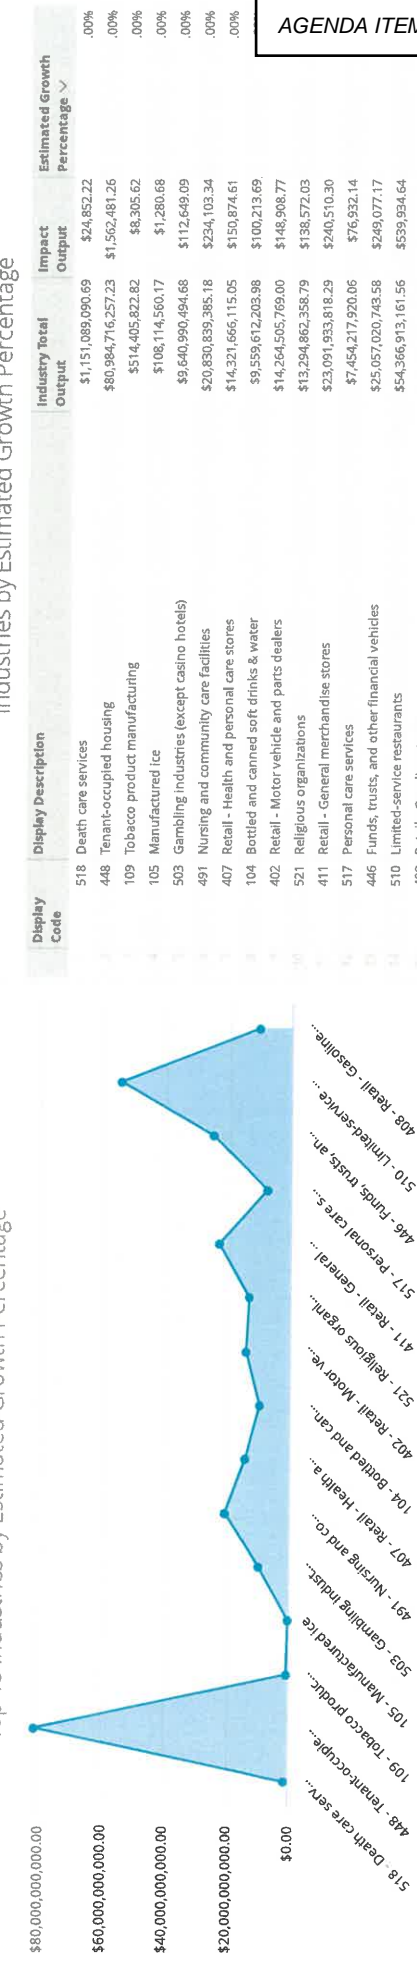 AGENDA ITEM
Industries by Estimated Growth Percentage
Display Code Display Description Industry Total Output Impact Output Estimated Growth Percentage
518 Death care services $1,151,089,090.69 $24,852.22 .00%
448 Tenant-occupied housing $80,984,716,257.23 $1,562,481.26 .00%
109 Tobacco product manufacturing $514,405,822.82 $8,305.62 .00%
105 Manufactured ice $108,114,560.17 $1,280.68 .00%
503 Gambling industries (except casino hotels) $9,640,990,494.68 $112,649.09 .00%
491 Nursing and community care facilities $20,830,839,385.18 $234,103.34 .00%
407 Retail - Health and personal care stores $14,321,666,115.05 $150,874.61 .00%
104 Bottled and canned soft drinks & water $9,559,612,203.98 $100,213.69
402 Retail - Motor vehicle and parts dealers $14,264,505,769.00 $148,908.77
521 Religious organizations $13,294,862,358.79 $138,572.03
411 Retail - General merchandise stores $23,091,933,818.29 $240,510.30
517 Personal care services $7,454,217,920.06 $76,932.14
446 Funds, trusts, and other financial vehicles $25,057,020,743.58 $249,077.17
510 Limited-service restaurants $54,366,913,161.56 $539,934.64
Industries by Estimated Growth Percentage
$80,000,000,000.00
$60,000,000,000.00
$40,000,000,000.00
$20,000,000,000.00
$0.00
518 - Death care serv...
448 - Tenant-occupie...
109 - Tobacco produc...
105 - Manufactured ice
503 - Gambling indust...
491 - Nursing and co...
407 - Retail - Health a...
104 - Bottled and can...
402 - Retail - Motor ve...
521 - Religious organi...
411 - Retail - General ...
517 - Personal care s...
446 - Funds, trusts, an...
510 - Limited-service ...
408 - Retail - Gasoline...